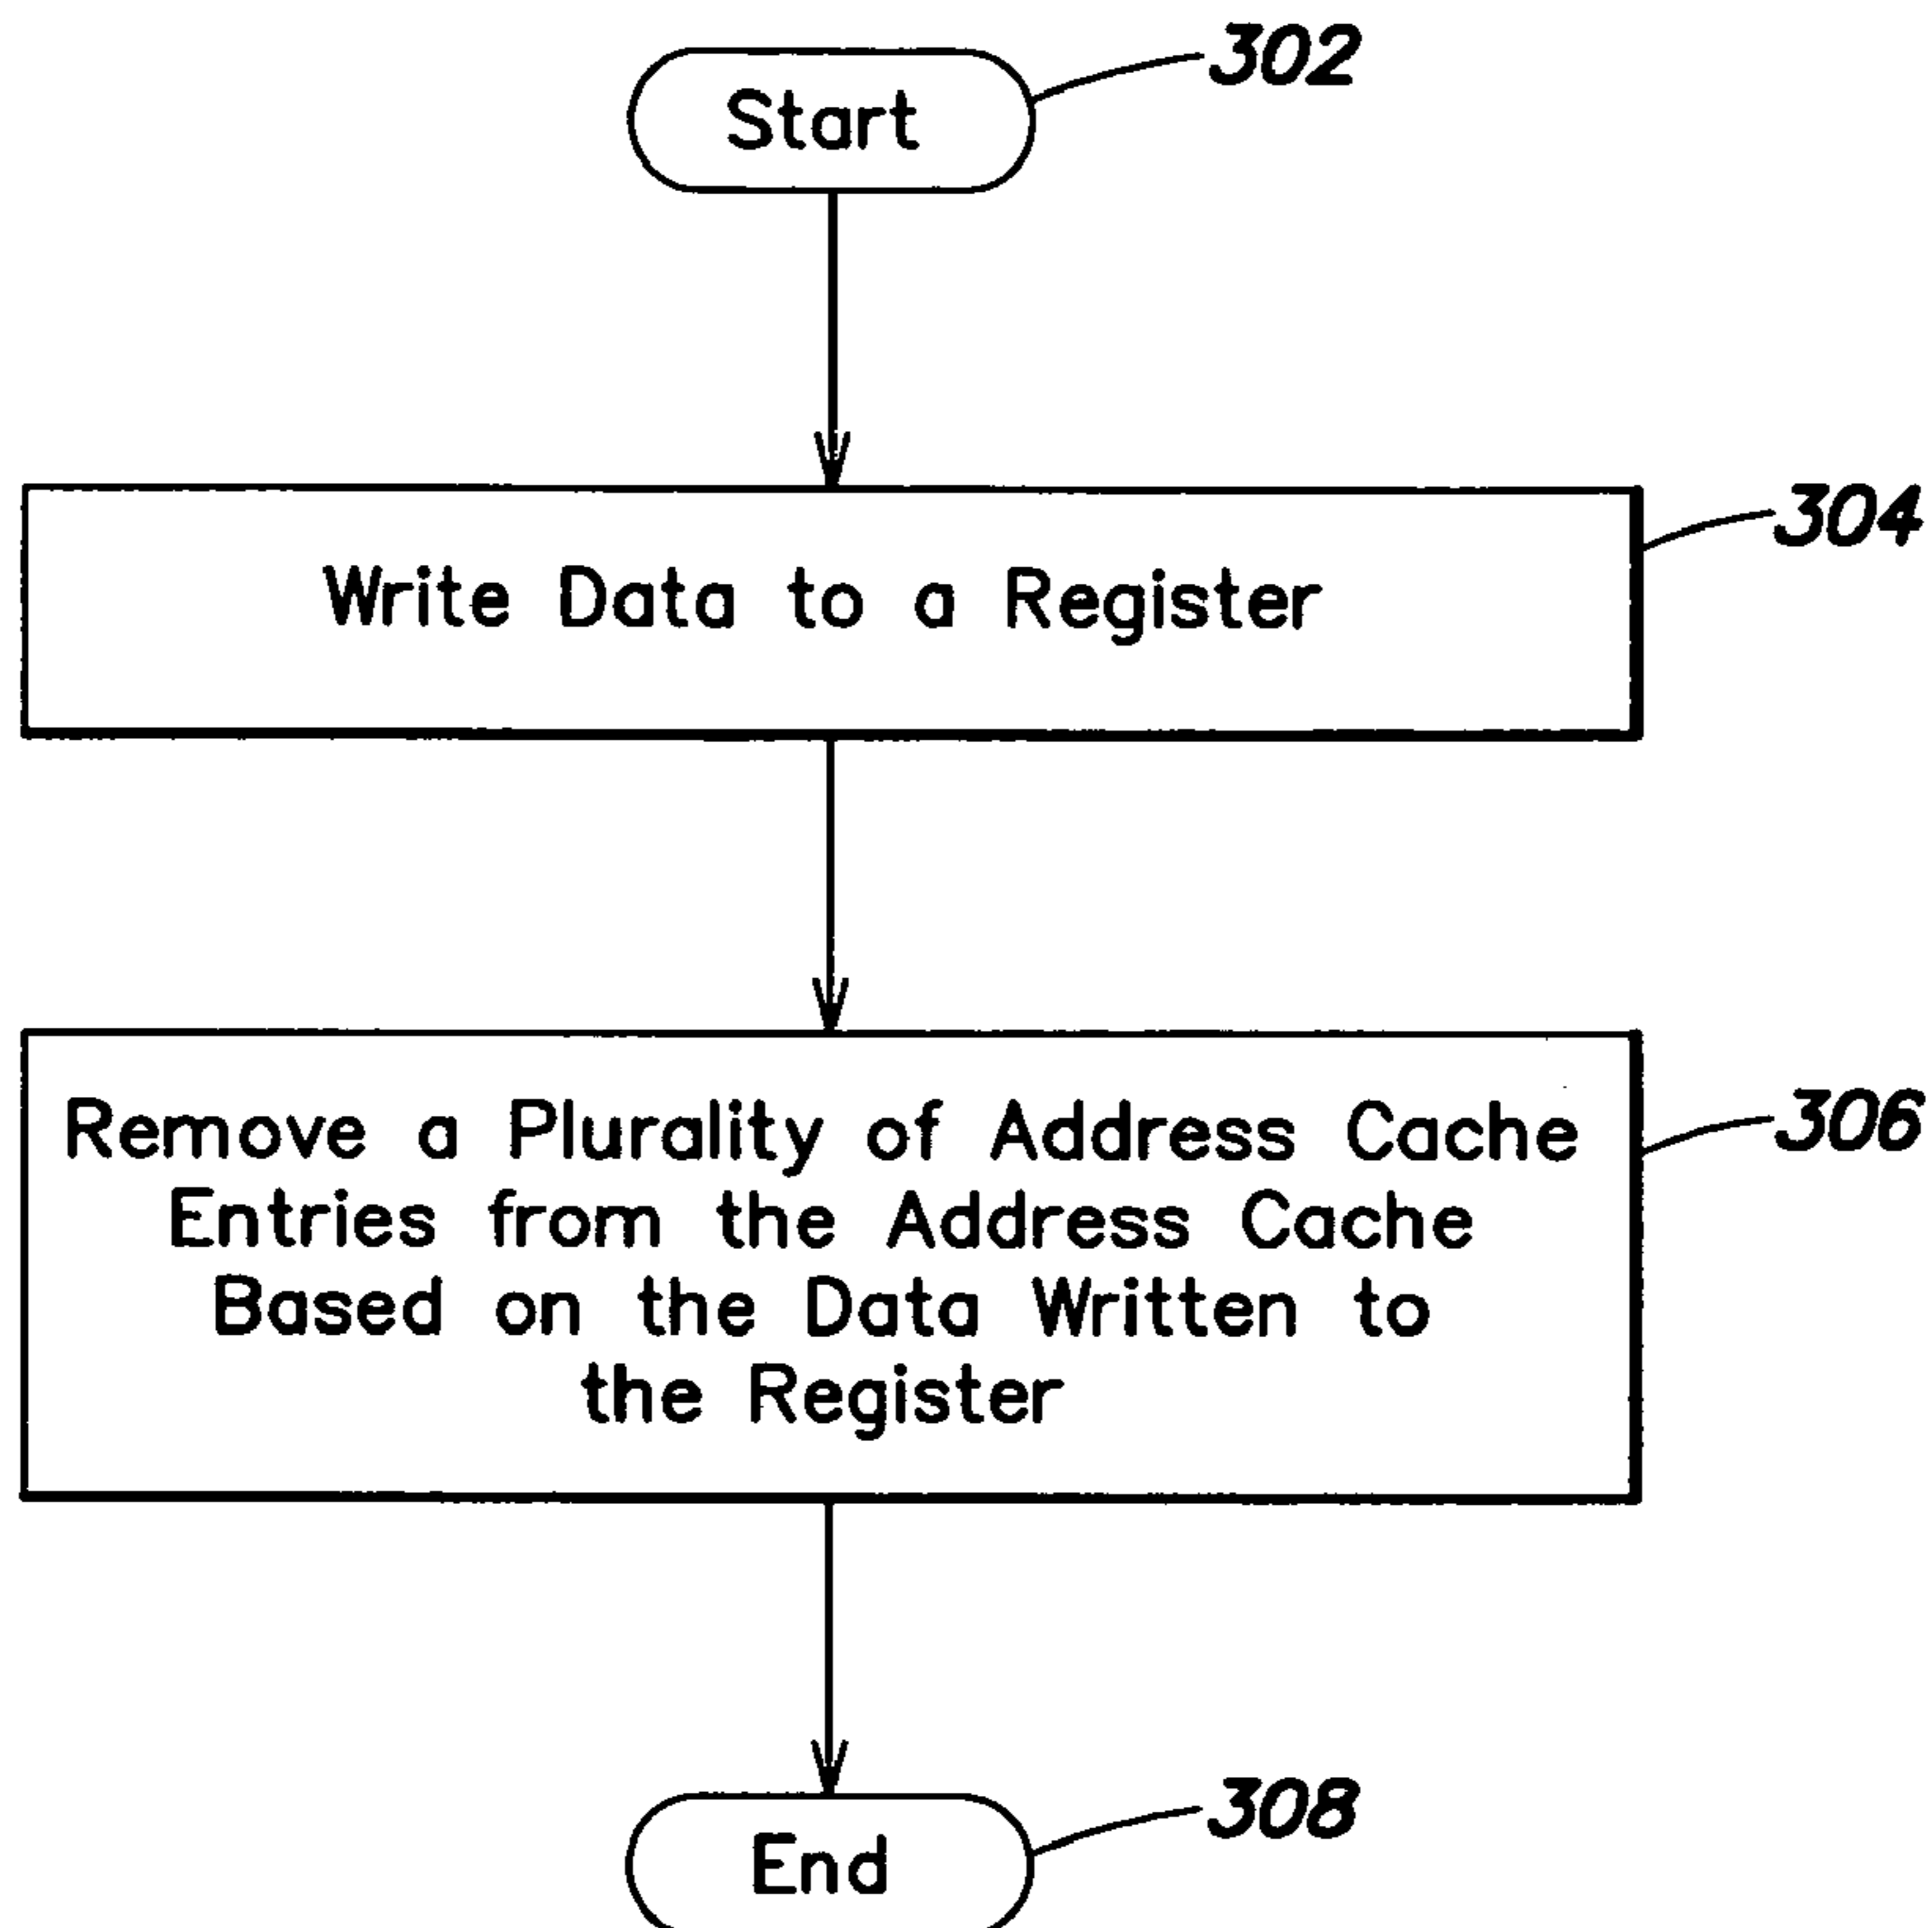 302
Start
304
Write Data to a Register
306
Remove a Plurality of Address Cache
Entries from the Address Cache
Based on the Data Written to
the Register
308
End